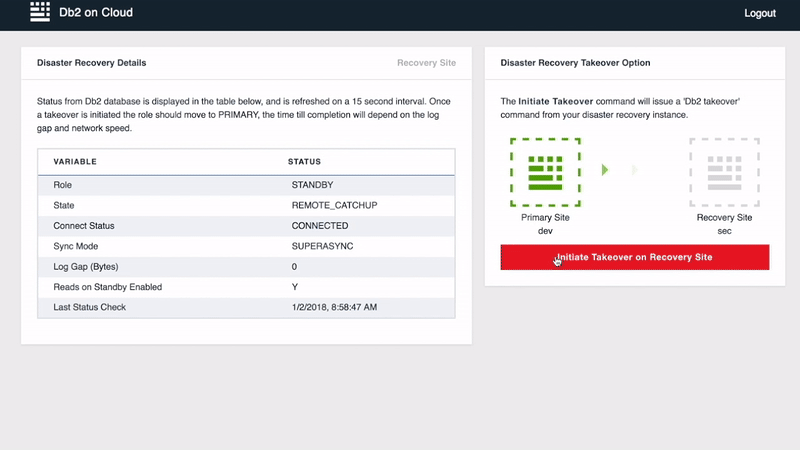 Db2 on Cloud
Logout
Disaster Recovery Details
Recovery Site
Status from Db2 database is displayed in the table below, and is refreshed on a 15 second interval. Once
a takeover is initiated the role should move to PRIMARY, the time till completion will depend on the log
gap and network speed.
VARIABLE STATUS
Role STANDBY
State REMOTE_CATCHUP
Connect Status CONNECTED
Sync Mode SUPERASYNC
Log Gap (Bytes) 0
Reads on Standby Enabled Y
Last Status Check 1/2/2018, 8:58:47 AM
Disaster Recovery Takeover Option
The Initiate Takeover command will issue a 'Db2 takeover'
command from your disaster recovery instance.
Primary Site
dev
Recovery Site
sec
Initiate Takeover on Recovery Site